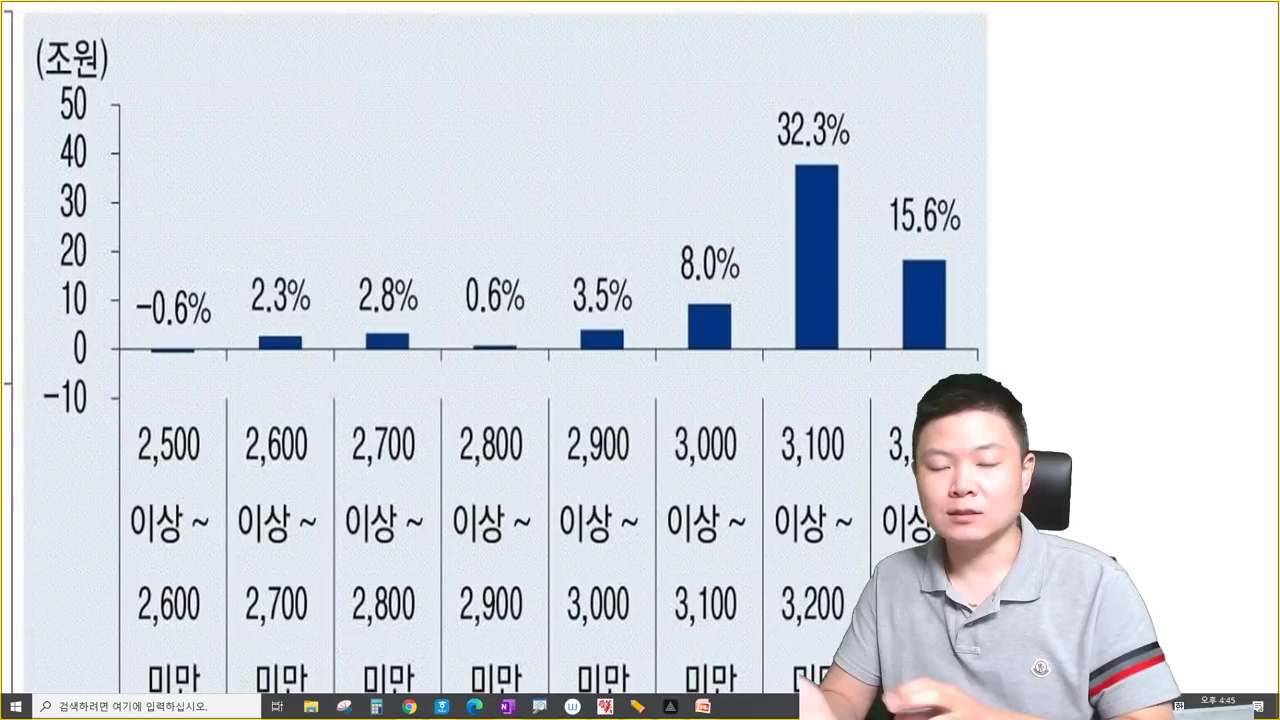 (조원)
50
40
30
20
10
0
-10
-0.6%
2.3%
2.8%
0.6%
3.5%
8.0%
32.3%
15.6%
2,500 2,600 2,700 2,800 2,900 3,000 3,100
이상 ~ 이상 ~ 이상 ~ 이상 ~ 이상 ~ 이상 ~ 이상 ~ 이상
2,600 2,700 2,800 2,900 3,000 3,100 3,200
미만 미만 미만 미만 미만 미만
검색하려면 여기에 입력하십시오.
오후 4:45